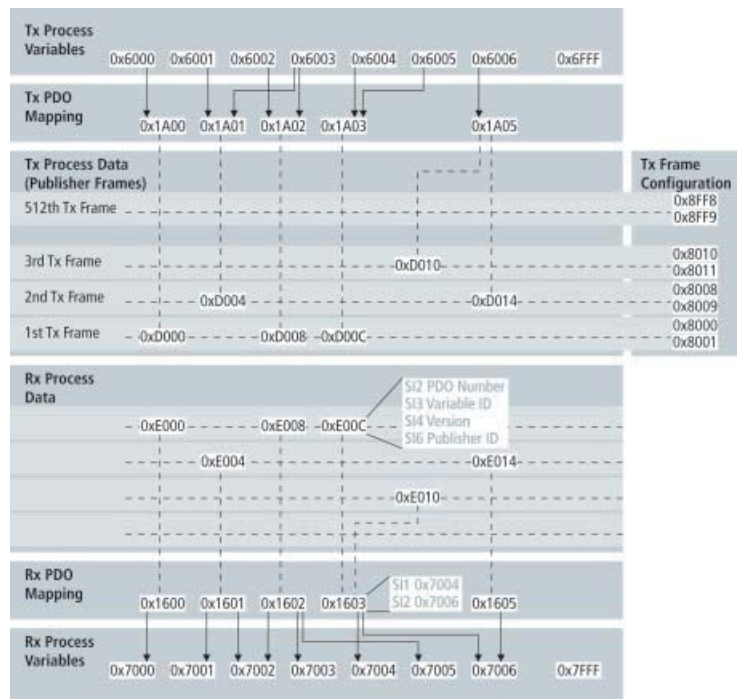 Tx Process
Variables
0x6000 0x6001 0x6002 0x6003 0x6004 0x6005 0x6006 0x6FFF
Tx PDO
Mapping
0x1A00 0x1A01 0x1A02 0x1A03 0x1A05
Tx Process Data
(Publisher Frames)
Tx Frame
Configuration
512th Tx Frame
0x8FF8
0x8FF9
3rd Tx Frame
0xD010
0x8010
0x8011
2nd Tx Frame
0xD004 0xD014
0x8008
0x8009
1st Tx Frame
0xD000 0xD008 0xD00C
0x8000
0x8001
Rx Process
Data
SI2 PDO Number
SI3 Variable ID
SI4 Version
SI6 Publisher ID
0xE000 0xE008 0xE00C
0xE004 0xE014
0xE010
Rx PDO
Mapping
SI1 0x7004
SI2 0x7006
0x1600 0x1601 0x1602 0x1603 0x1605
Rx Process
Variables
0x7000 0x7001 0x7002 0x7003 0x7004 0x7005 0x7006 0x7FFF